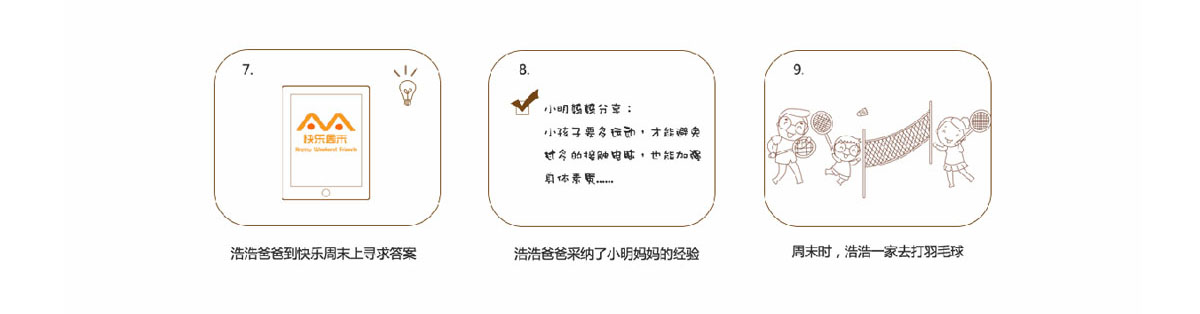 7.
快乐周末
Happy Weekend Friends
浩浩爸爸到快乐周末上寻求答案
8.
小明妈妈分享：
小孩子要多运动，才能避免
过多的接触电脑，也能加强
身体素质……
浩浩爸爸采纳了小明妈妈的经验
9.
周末时，浩浩一家去打羽毛球